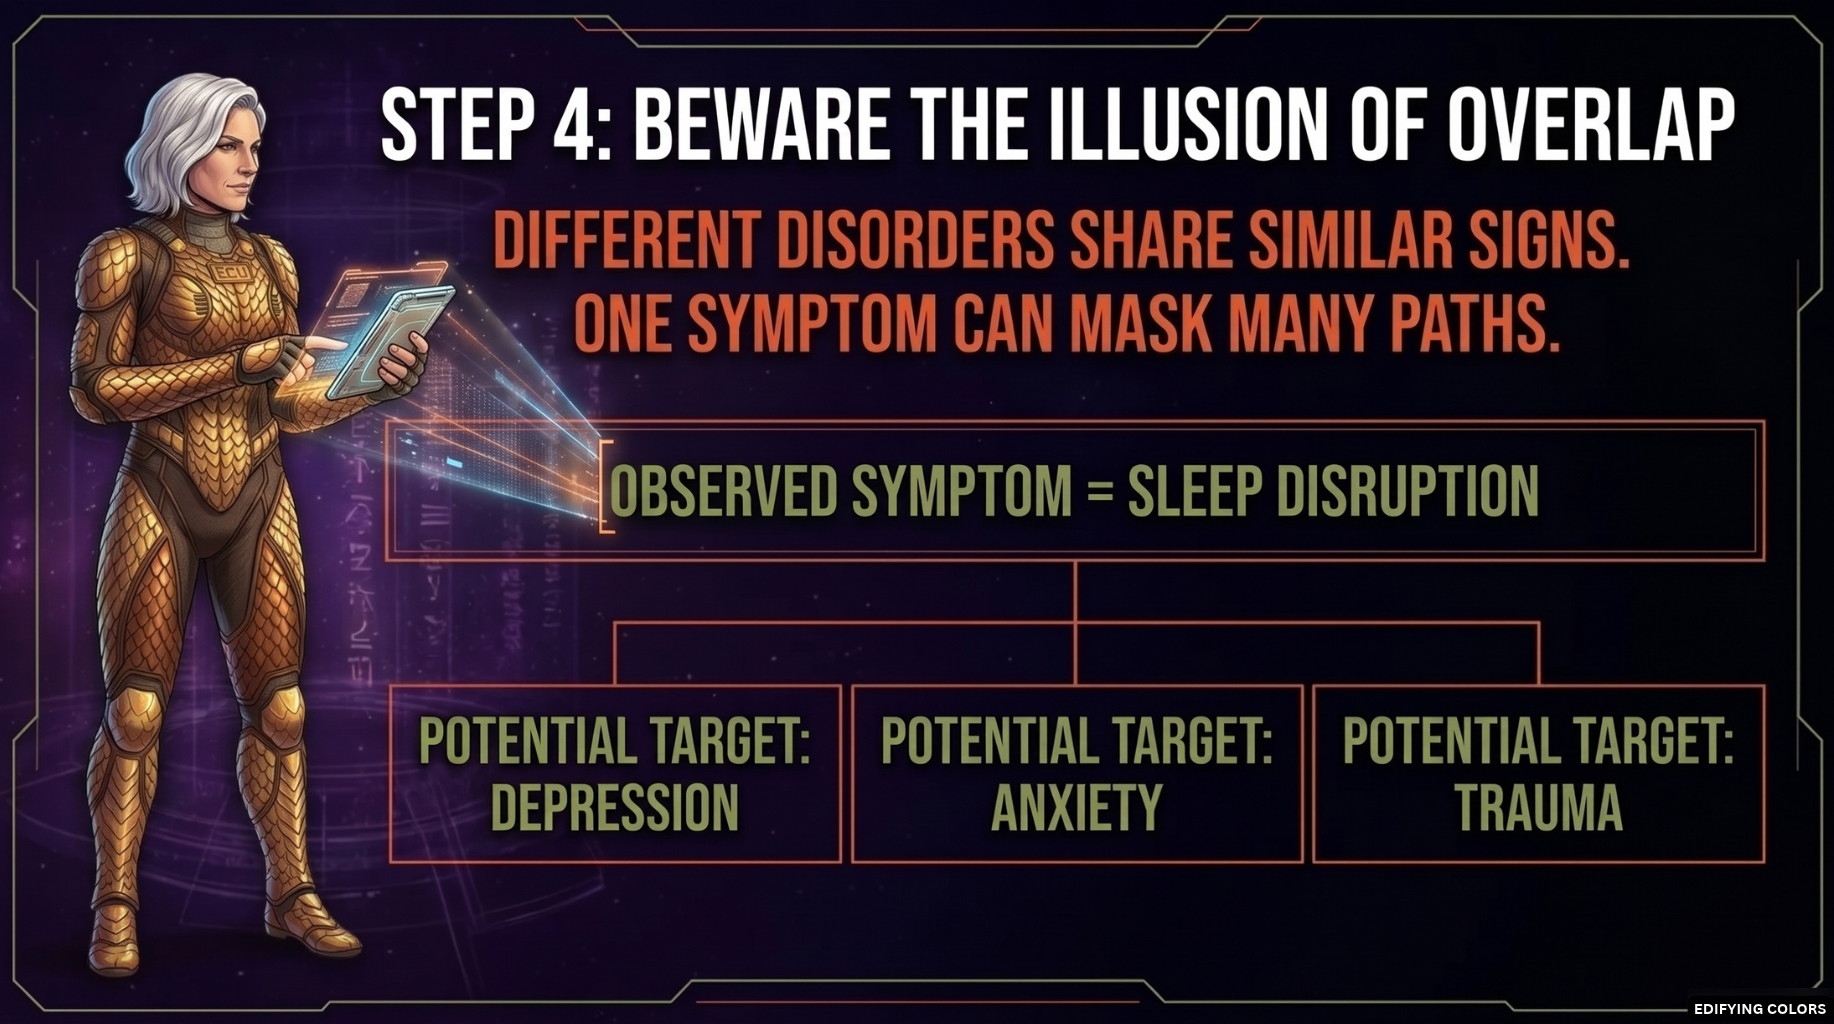 STEP 4: BEWARE THE ILLUSION OF OVERLAP
DIFFERENT DISORDERS SHARE SIMILAR SIGNS.
ONE SYMPTOM CAN MASK MANY PATHS.
ECU
OBSERVED SYMPTOM = SLEEP DISRUPTION
POTENTIAL TARGET:
DEPRESSION
POTENTIAL TARGET:
ANXIETY
POTENTIAL TARGET:
TRAUMA
EDIFYING COLORS